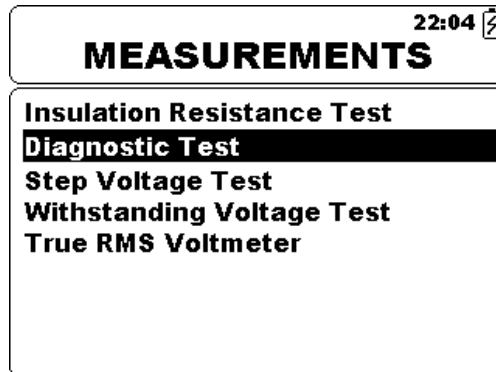 22:04
MEASUREMENTS
Insulation Resistance Test
Diagnostic Test
Step Voltage Test
Withstanding Voltage Test
True RMS Voltmeter